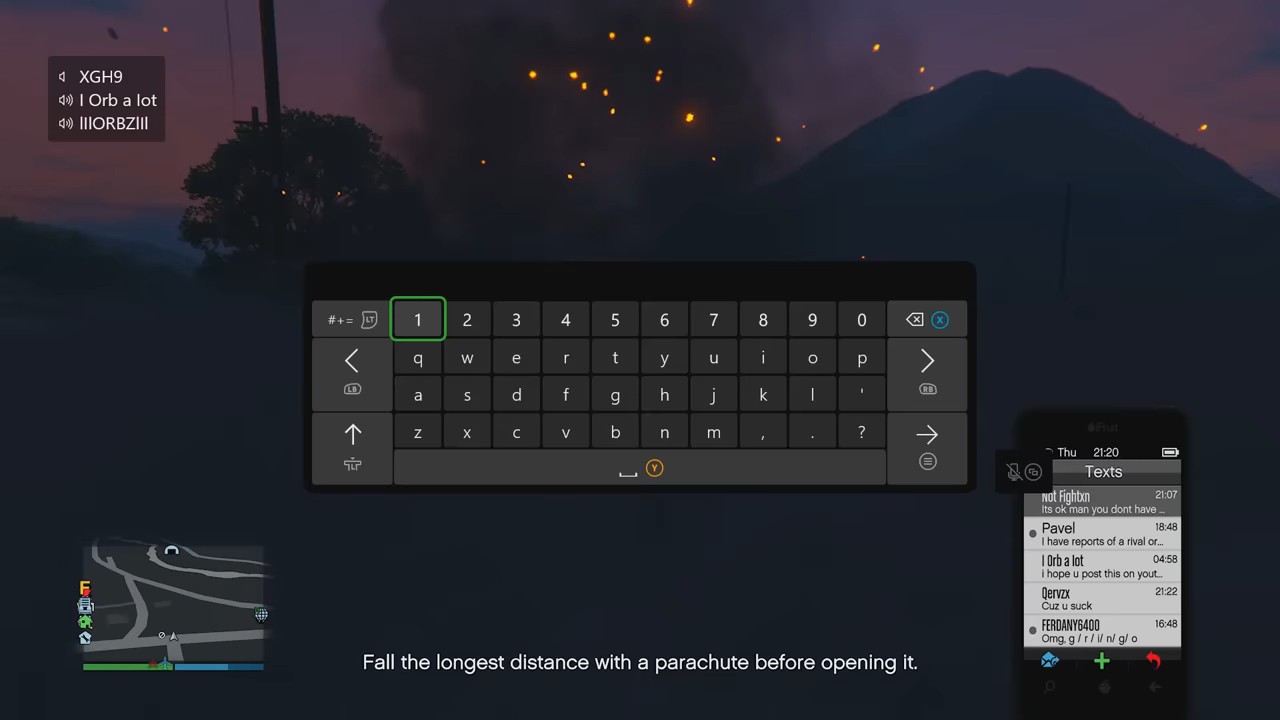 XGH9
I Orb a lot
lllORBZlll
#+= LT 1 2 3 4 5 6 7 8 9 0 X
q w e r t y u i o p
LB RB
a s d f g h j k l '
z x c v b n m , . ?
LT
Y
iFruit
Thu 21:20
Texts
Not Fightxn 21:07
Its ok man you dont have ...
Pavel 18:48
I have reports of a rival or...
I Orb a lot 04:58
i hope u post this on yout...
Qervzx 21:22
Cuz u suck
FERDANY6400 16:48
Omg, g / r / i/ n/ g/ o
F
Fall the longest distance with a parachute before opening it.